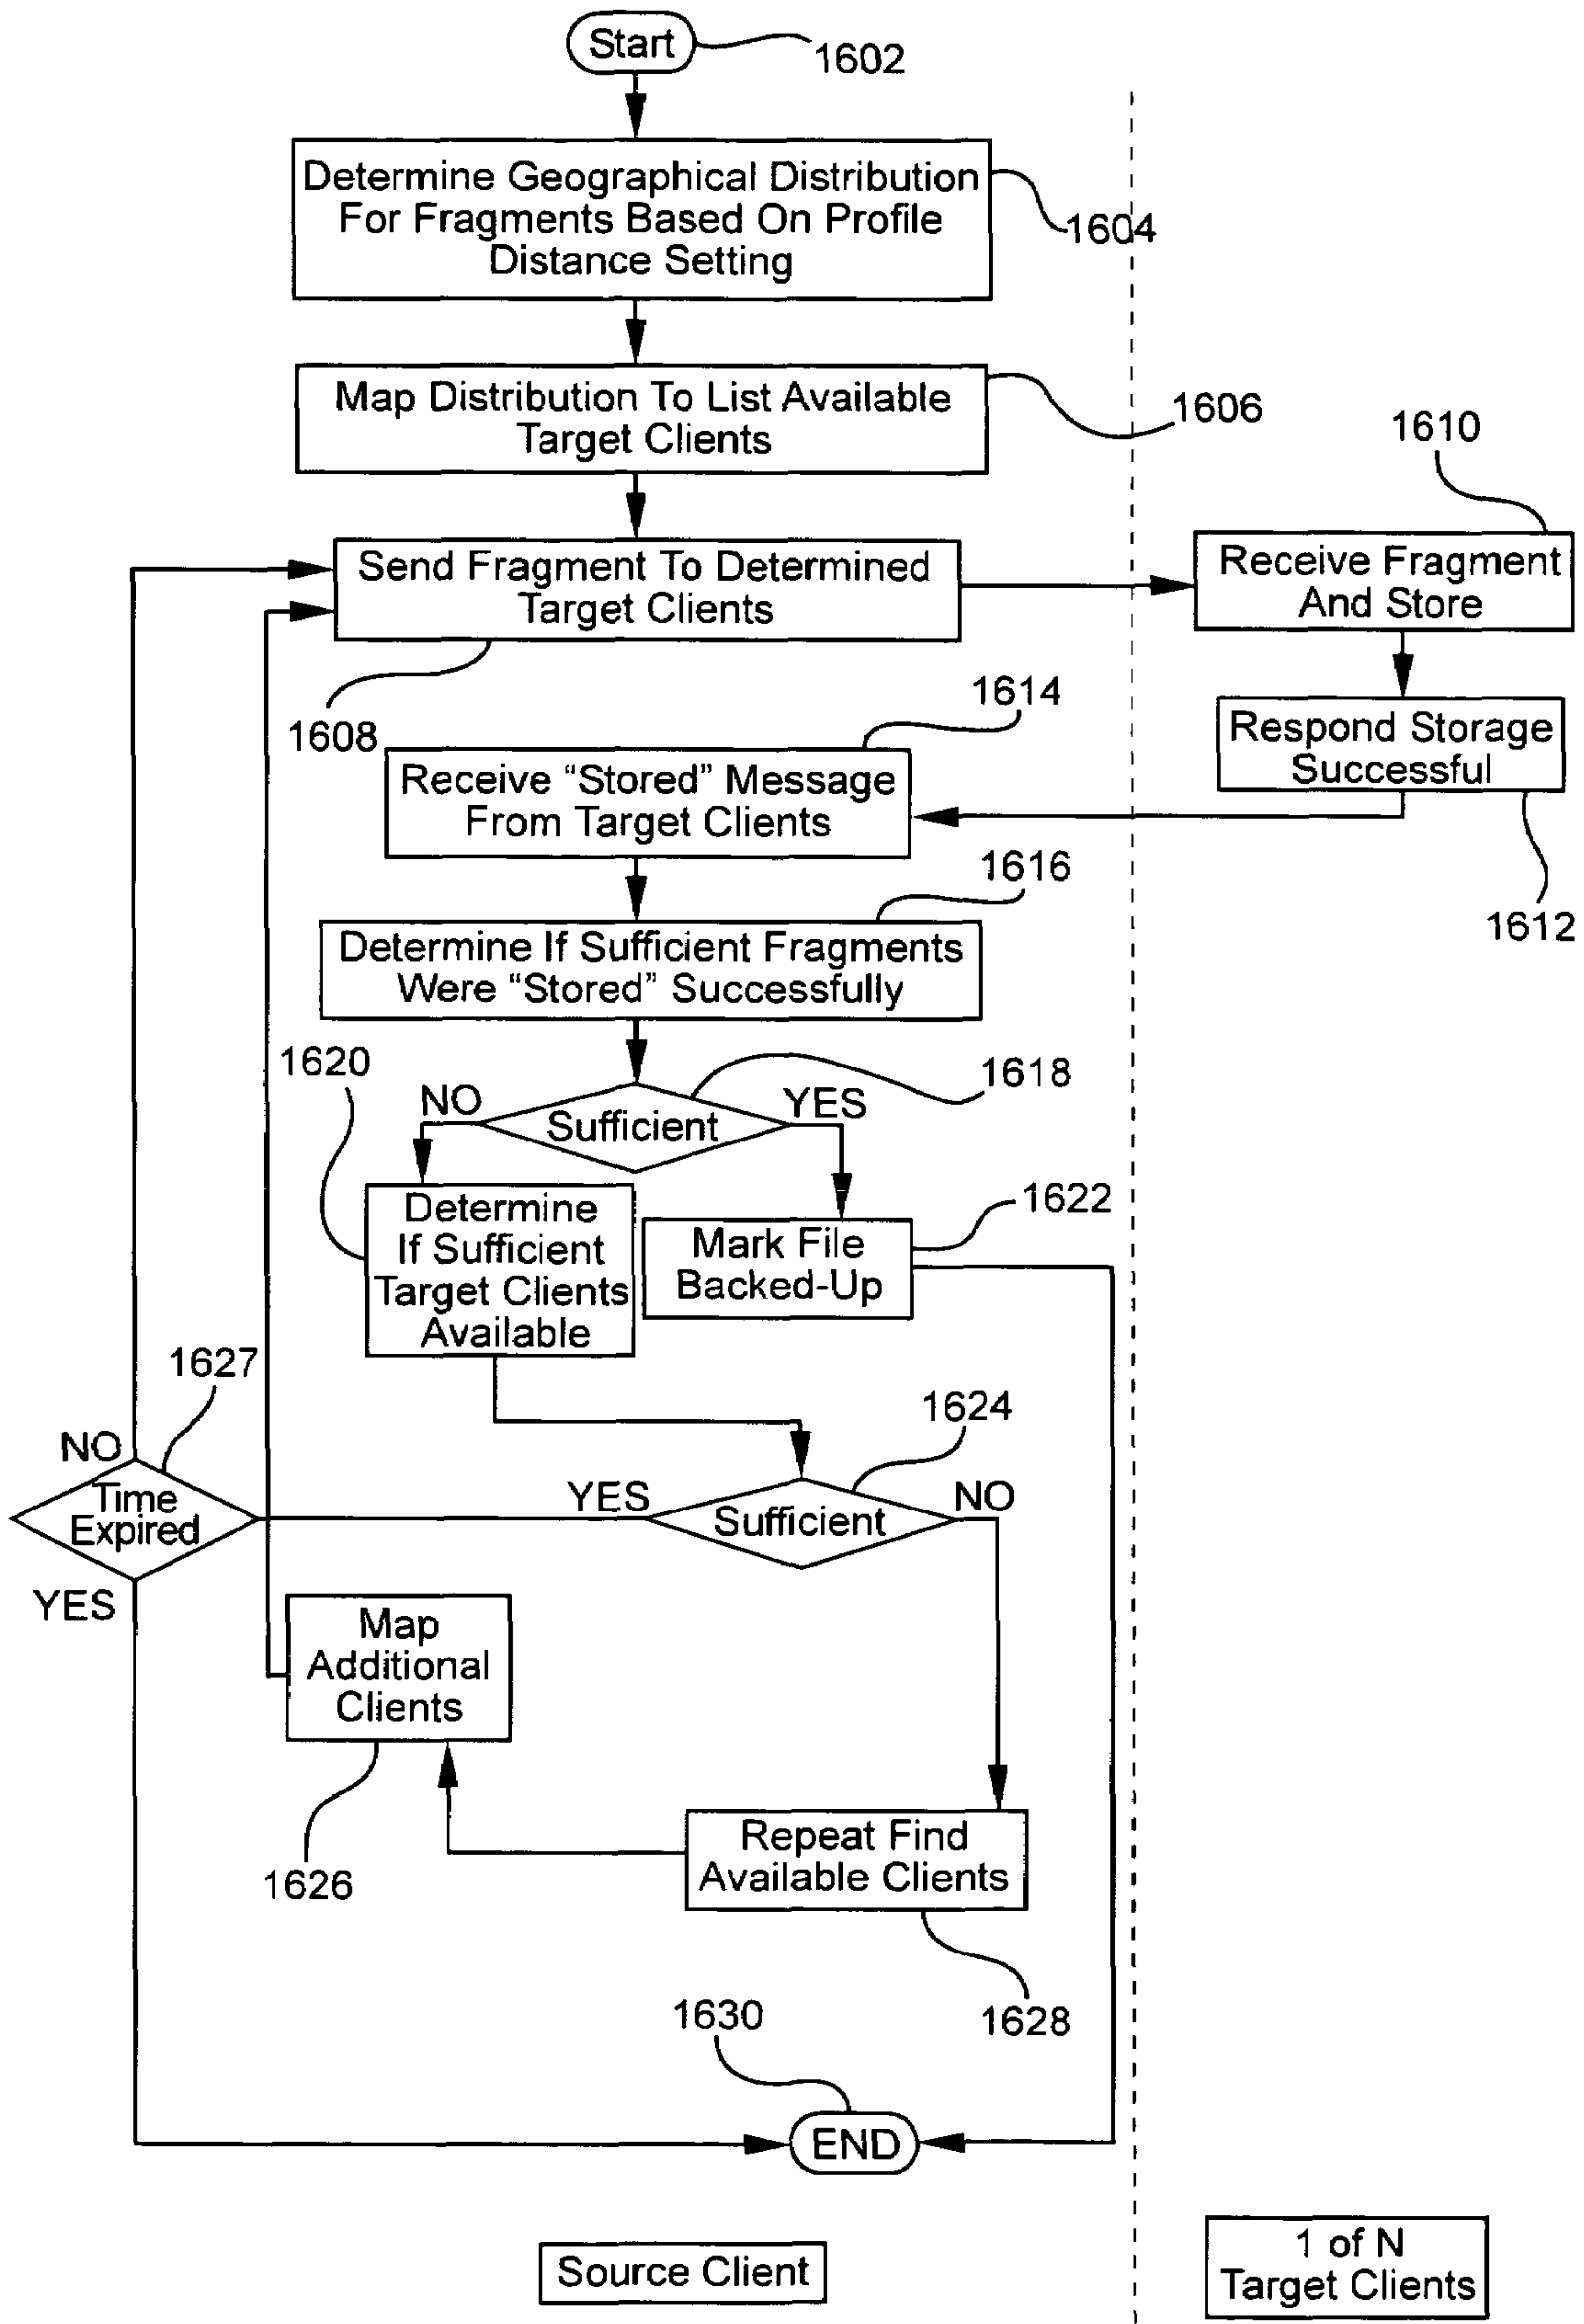 Start
1602
Determine Geographical Distribution
For Fragments Based On Profile
Distance Setting
1604
Map Distribution To List Available
Target Clients
1606
1610
Send Fragment To Determined
Target Clients
1608
Receive Fragment
And Store
Respond Storage
Successful
1612
1614
Receive “Stored” Message
From Target Clients
1616
Determine If Sufficient Fragments
Were “Stored” Successfully
1618
Sufficient
NO
YES
1620
Determine
If Sufficient
Target Clients
Available
1622
Mark File
Backed-Up
1624
Sufficient
YES
NO
1627
Time
Expired
NO
YES
Map
Additional
Clients
1626
Repeat Find
Available Clients
1628
1630
END
Source Client
1 of N
Target Clients